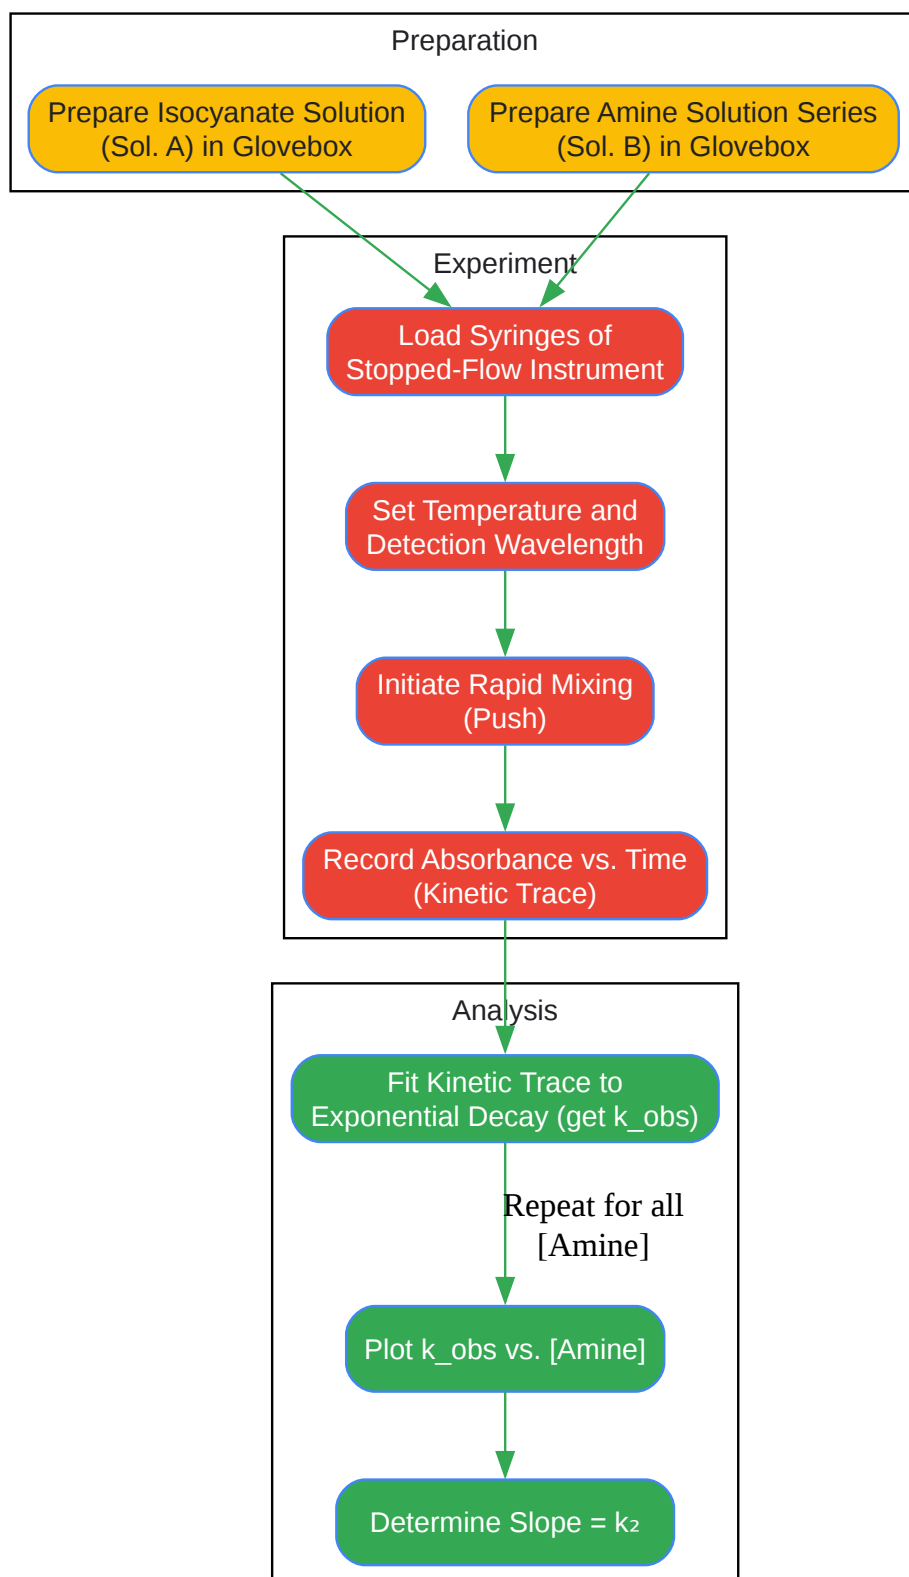 Preparation
Prepare Isocyanate Solution
(Sol. A) in Glovebox
Prepare Amine Solution Series
(Sol. B) in Glovebox
Experiment
Load Syringes of
Stopped-Flow Instrument
Set Temperature and
Detection Wavelength
Initiate Rapid Mixing
(Push)
Record Absorbance vs. Time
(Kinetic Trace)
Analysis
Fit Kinetic Trace to
Exponential Decay (get k_obs)
Repeat for all
[Amine]
Plot k_obs vs. [Amine]
Determine Slope = k₂